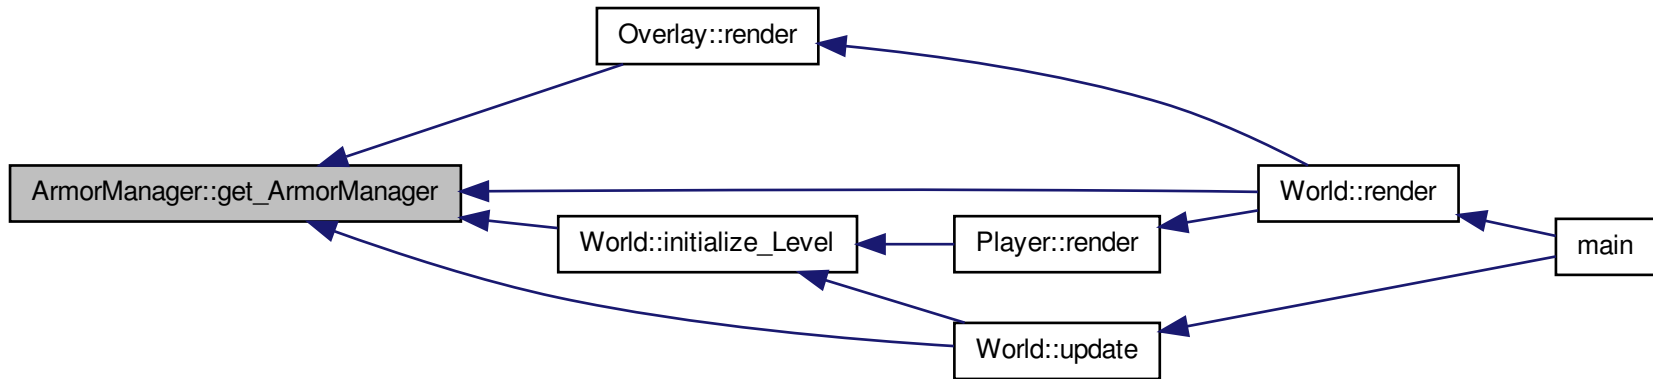 Overlay::render
ArmorManager::get_ArmorManager
World::render
World::initialize_Level
Player::render
main
World::update